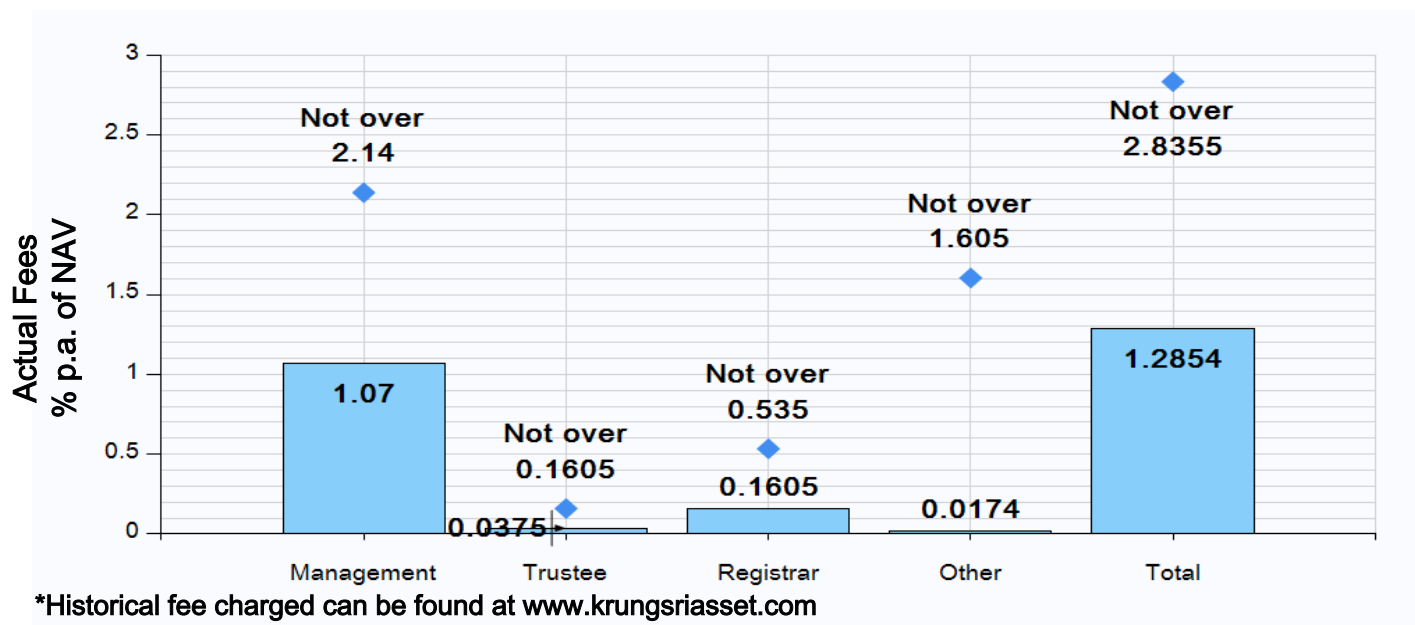 Actual Fees
% p.a. of NAV
3
2.5
2
1.5
1
0.5
0
Not over
2.14
1.07
Not over
0.1605
0.0375
Not over
0.535
0.1605
Not over
1.605
0.0174
Not over
2.8355
1.2854
Management Trustee Registrar Other Total
*Historical fee charged can be found at www.krungsriasset.com